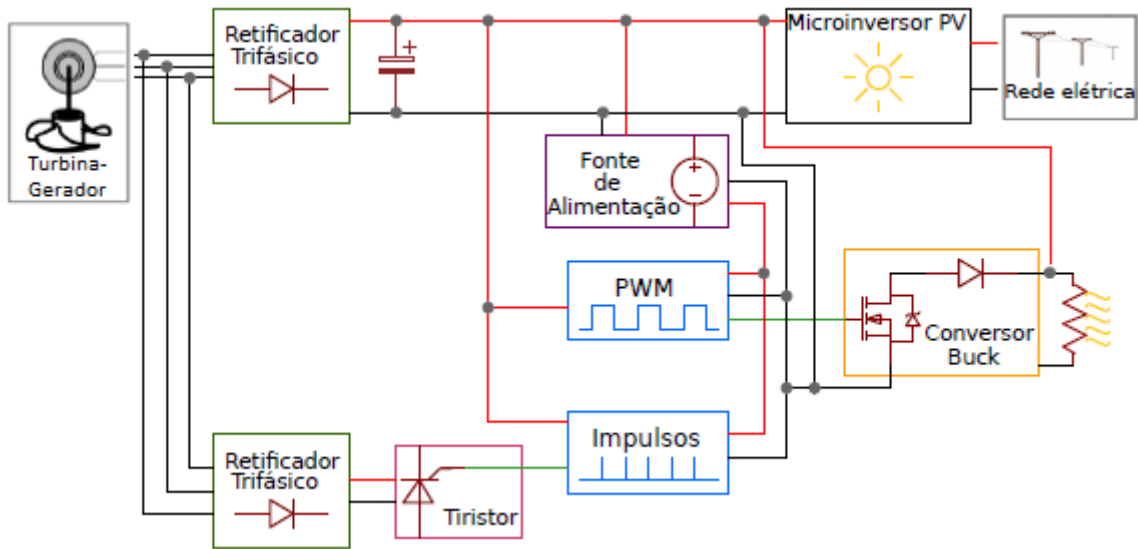 Turbina-
Gerador
Retificador
Trifásico
+
Microinversor PV
Rede elétrica
Fonte
de
Alimentação
+
−
PWM
Conversor
Buck
Impulsos
Retificador
Trifásico
Tiristor